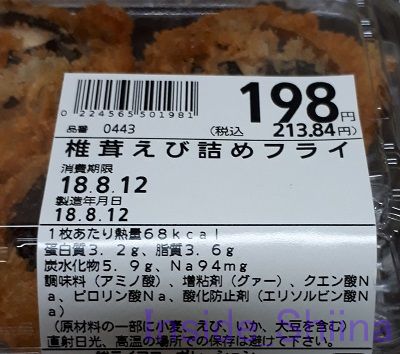 198円
0 224565 501981
品番 0443
(税込 213.84円)
椎茸えび詰めフライ
消費期限
18.8.12
製造年月日
18.8.12
1枚あたり熱量68kcal
蛋白質3.2g、脂質3.6g
炭水化物5.9g、Na94mg
調味料(アミノ酸)、増粘剤(グァー)、クエン酸N
a、ピロリン酸Na、酸化防止剤(エリソルビン酸N
a)
(原材料の一部に小麦、えび、いか、大豆を含む)
直射日光、高温の場所での保存は避けて下さい。
Inside Shiina